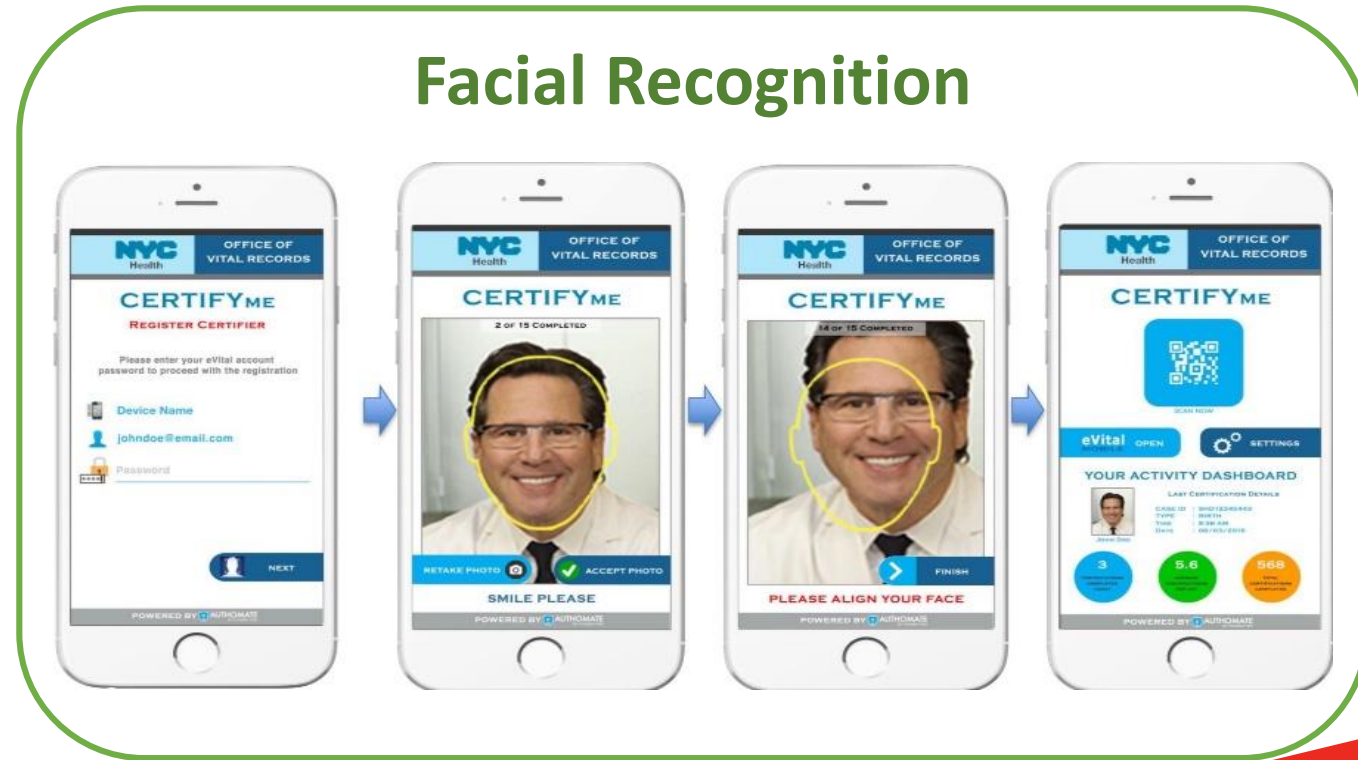 Facial Recognition
NYC
Health
OFFICE OF
VITAL RECORDS
CERTIFYME
REGISTER CERTIFIER
Please enter your eVital account
password to proceed with the registration
Device Name
johndoe@email.com
Password
NEXT
POWERED BY AUTHOMATE
NYC
Health
OFFICE OF
VITAL RECORDS
CERTIFYME
2 OF 15 COMPLETED
RETAKE PHOTO
ACCEPT PHOTO
SMILE PLEASE
POWERED BY AUTHOMATE
NYC
Health
OFFICE OF
VITAL RECORDS
CERTIFYME
14 OF 15 COMPLETED
FINISH
PLEASE ALIGN YOUR FACE
POWERED BY AUTHOMATE
NYC
Health
OFFICE OF
VITAL RECORDS
CERTIFYME
SCAN NOW
eVital OPEN
SETTINGS
YOUR ACTIVITY DASHBOARD
LAST CERTIFICATION DETAILS
CASE ID :
TYPE : BIRTH
TIME
DATE
John Doe
3
5.6
568
POWERED BY AUTHOMATE